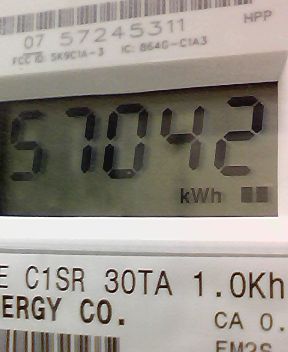 HPP
07 57245311
FCC ID: SK9C1A-3 IC: 864G-C1A3
57042
kWh
E C1SR 30TA 1.0Kh
ERGY CO.
CA 0.
EM2S